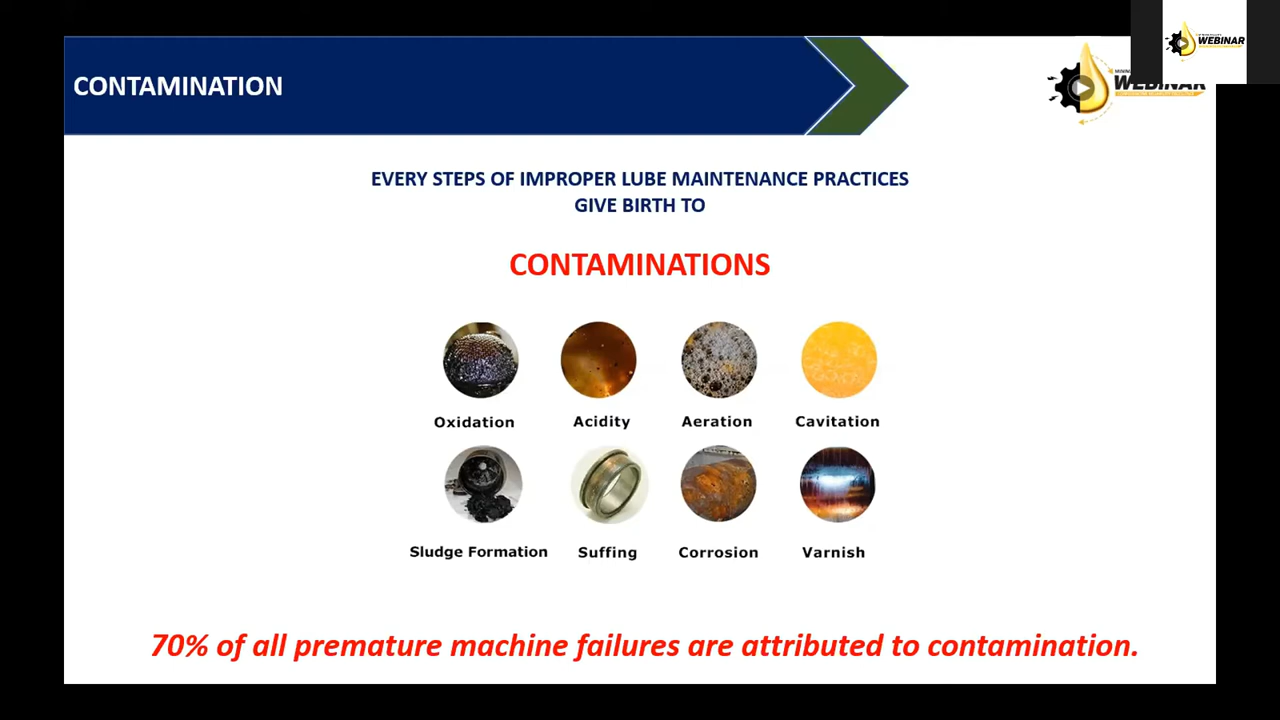 CONTAMINATION
WEBINAR
WEBINAR
EVERY STEPS OF IMPROPER LUBE MAINTENANCE PRACTICES
GIVE BIRTH TO
CONTAMINATIONS
Oxidation Acidity Aeration Cavitation
Sludge Formation Suffing Corrosion Varnish
70% of all premature machine failures are attributed to contamination.